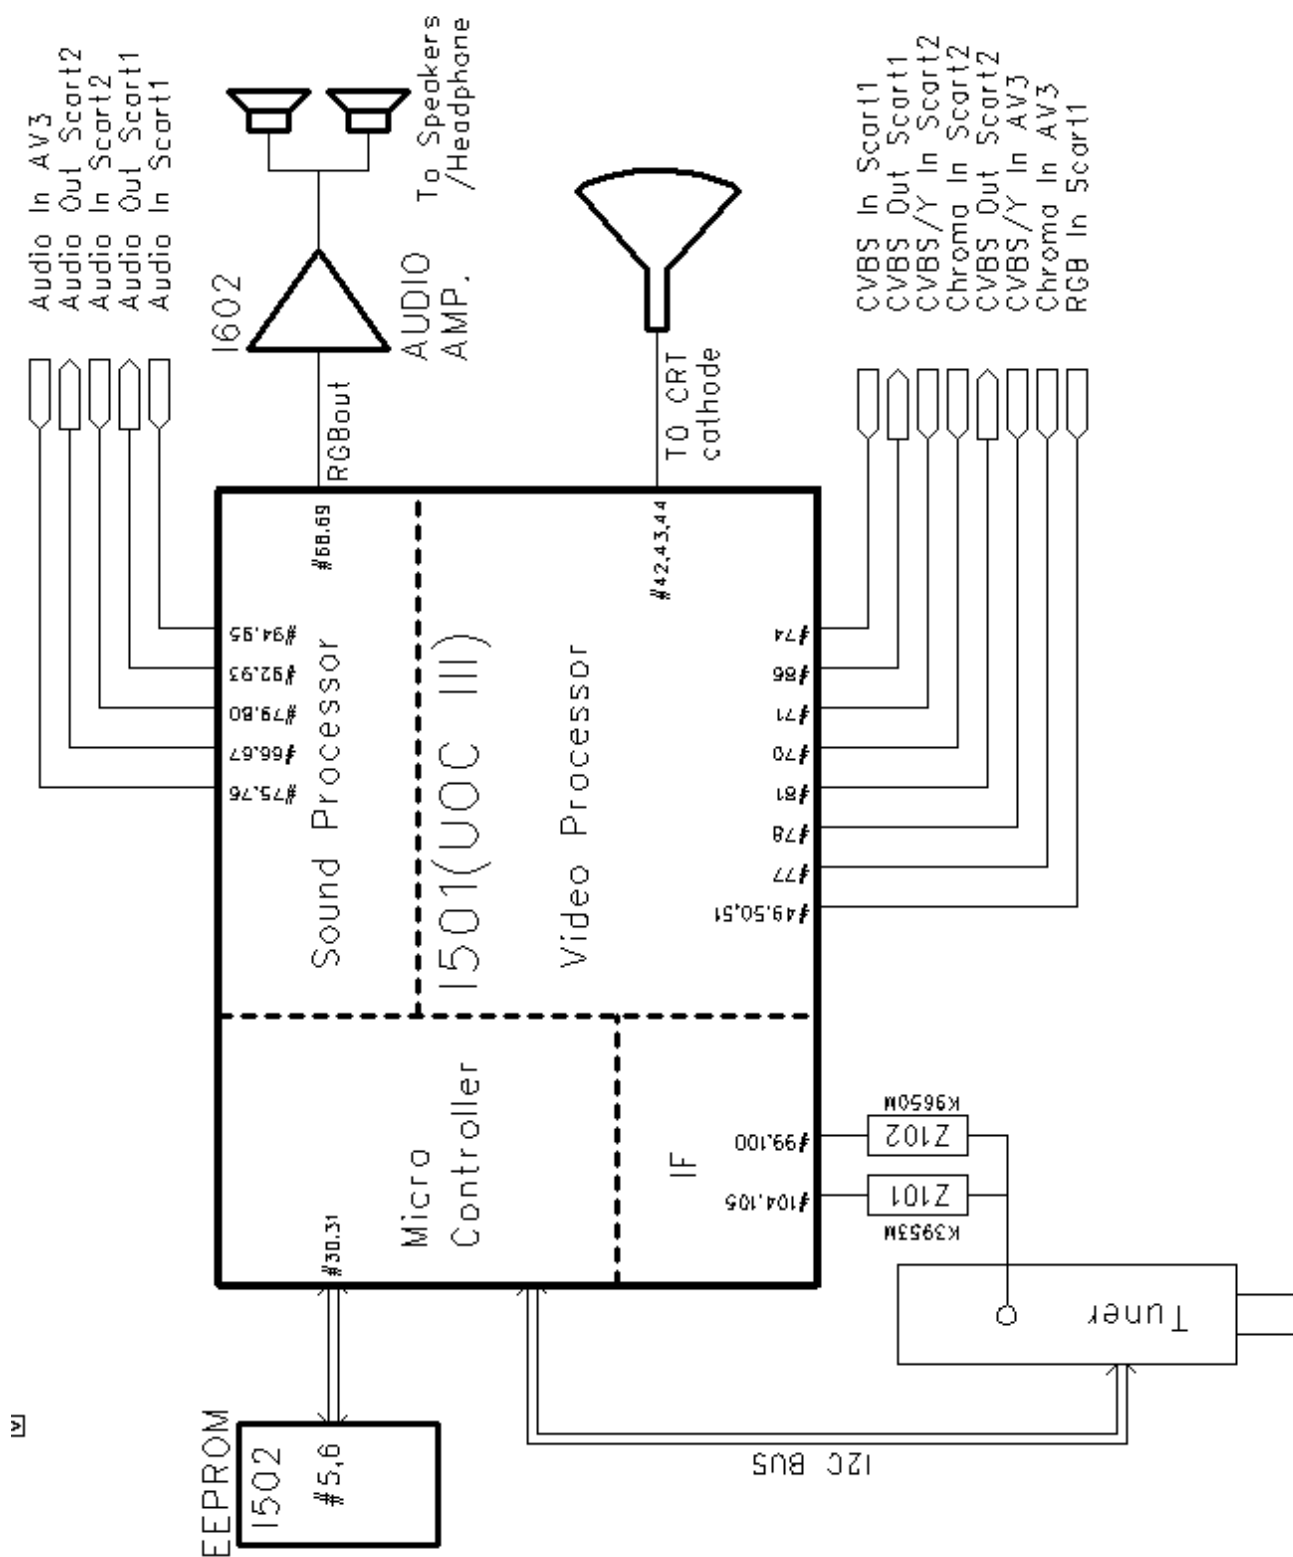 Audio In AV3
Audio Out Scart2
Audio In Scart2
Audio Out Scart1
Audio In Scart1
To Speakers
/Headphone
I602
AUDIO
AMP.
RGBout
TO CRT
cathode
CVBS In Scart1
CVBS Out Scart1
CVBS/Y In Scart2
Chroma In Scart2
CVBS Out Scart2
CVBS/Y In AV3
Chroma In AV3
RGB In Scart1
#68.69
#42.43.44
#94.95
#92.93
#79.80
#66.67
#75.76
Sound Processor
I501(UOC III)
Video Processor
#74
#86
#71
#70
#81
#78
#77
#49.50.51
Micro
Controller
IF
#30.31
#99.100
#104.105
K9650M
Z102
Z101
K3953M
Tuner
I2C BUS
EEPROM
I502
#5,6
V